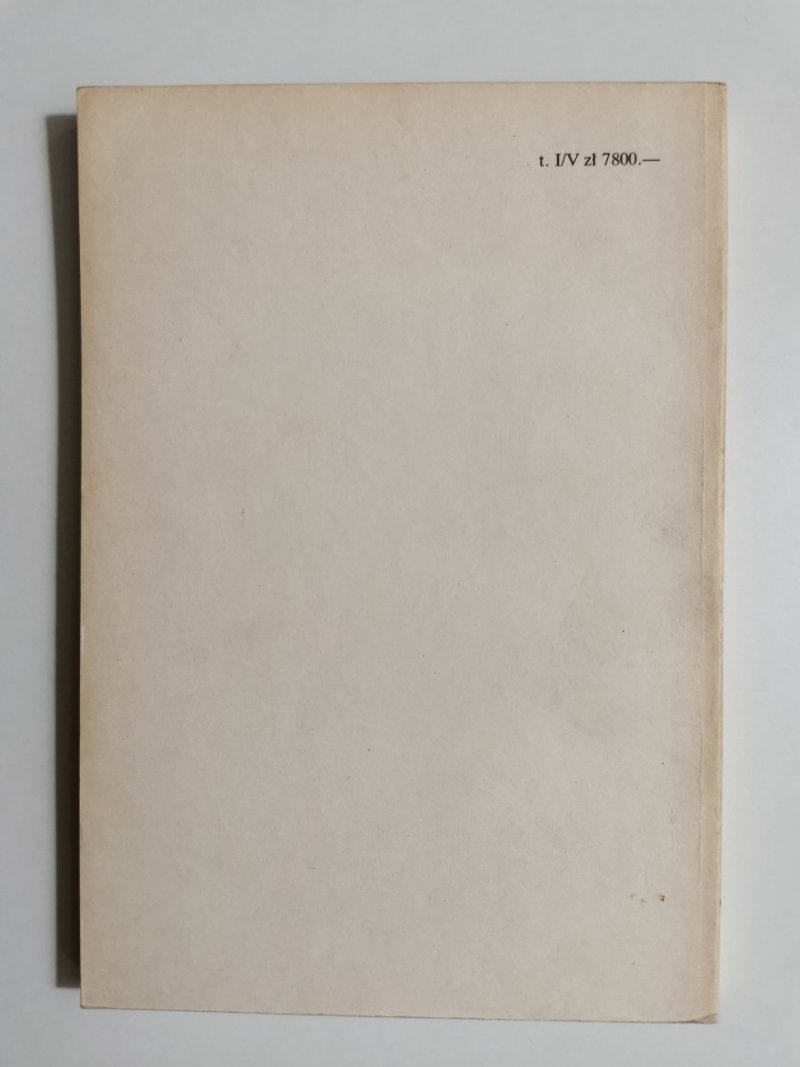 t. I/V zł 7800.—